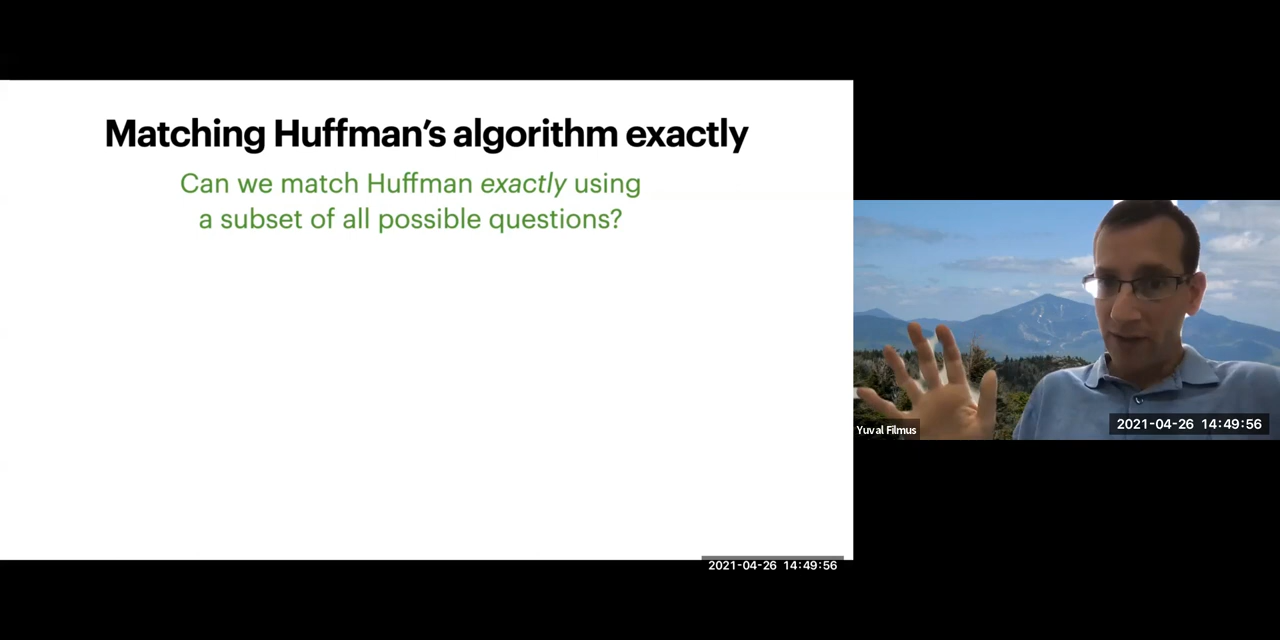 Matching Huffman's algorithm exactly
Can we match Huffman exactly using
a subset of all possible questions?
Yuval Filmus
2021-04-26 14:49:56
2021-04-26 14:49:56